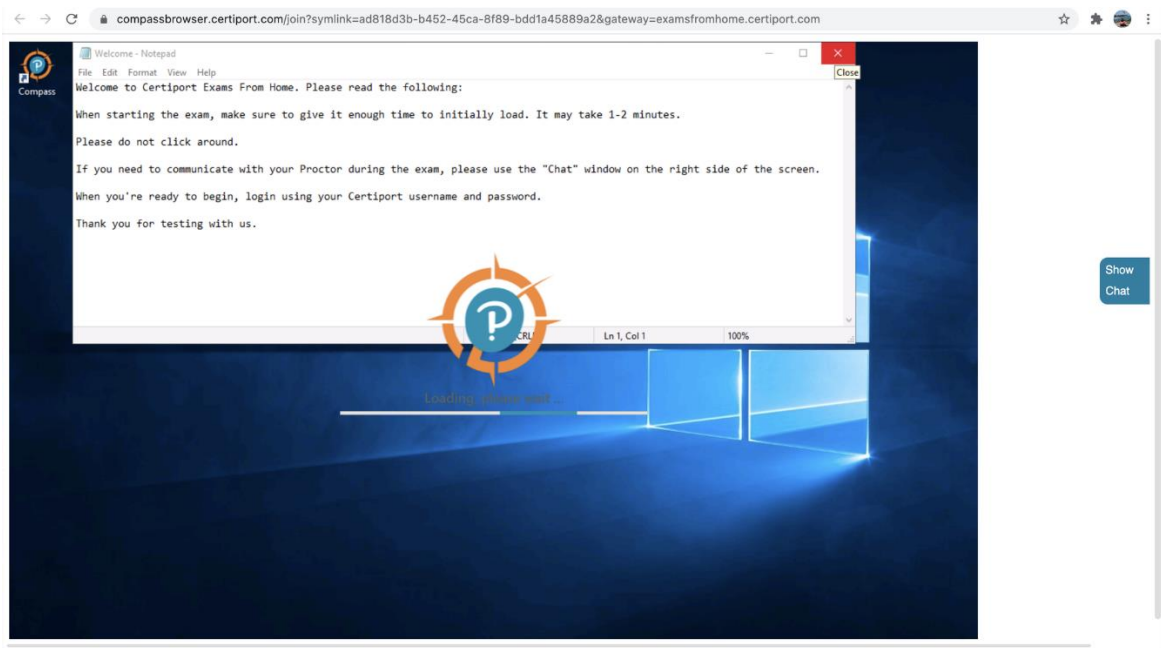 compassbrowser.certiport.com/join?symlink=ad818d3b-b452-45ca-8f89-bdd1a45889a2&gateway=examsfromhome.certiport.com
Welcome - Notepad
File Edit Format View Help
Close
Compass
Welcome to Certiport Exams From Home. Please read the following:
When starting the exam, make sure to give it enough time to initially load. It may take 1-2 minutes.
Please do not click around.
If you need to communicate with your Proctor during the exam, please use the "Chat" window on the right side of the screen.
When you're ready to begin, login using your Certiport username and password.
Thank you for testing with us.
Show
Chat
Ln 1, Col 1 100%
Loading, please wait ...